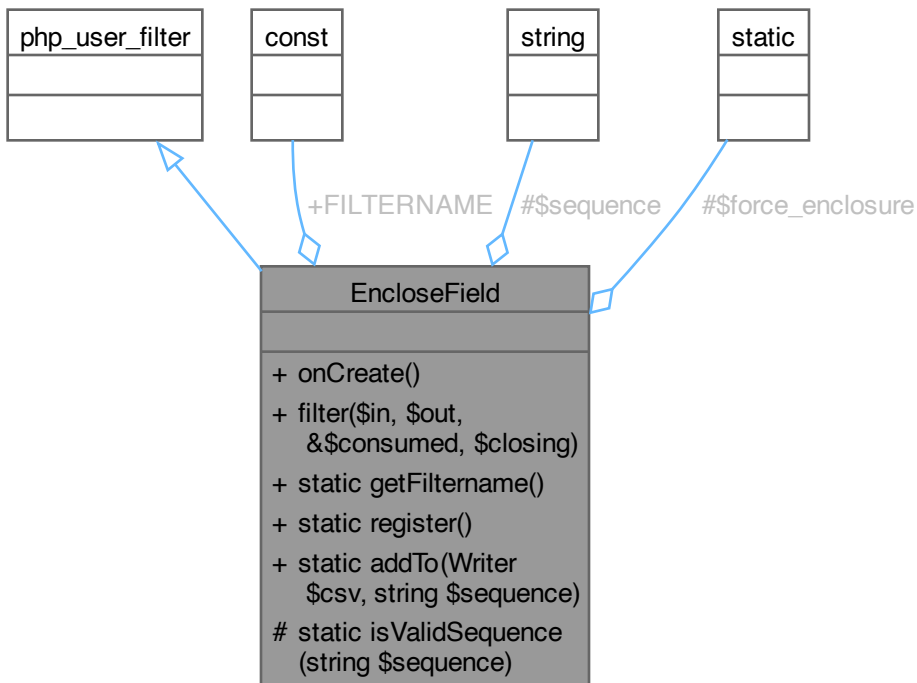 php_user_filter
const
string
static
+FILTERNAME
#$sequence
#$force_enclosure
EncloseField
+ onCreate()
+ filter($in, $out,
&$consumed, $closing)
+ static getFiltername()
+ static register()
+ static addTo(Writer
$csv, string $sequence)
# static isValidSequence
(string $sequence)